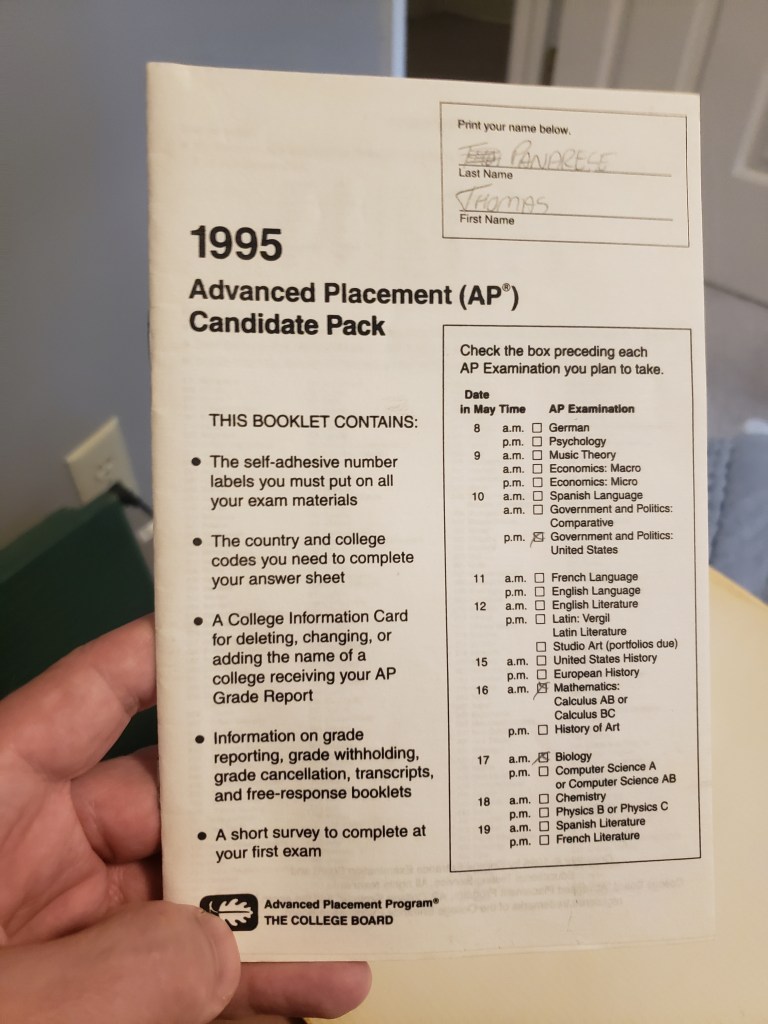 Print your name below.
PANARESE
Last Name
THOMAS
First Name
1995
Advanced Placement (AP®)
Candidate Pack
THIS BOOKLET CONTAINS:
• The self-adhesive number
labels you must put on all
your exam materials
• The country and college
codes you need to complete
your answer sheet
• A College Information Card
for deleting, changing, or
adding the name of a
college receiving your AP
Grade Report
• Information on grade
reporting, grade withholding,
grade cancellation, transcripts,
and free-response booklets
• A short survey to complete at
your first exam
Advanced Placement Program®
THE COLLEGE BOARD
Check the box preceding each
AP Examination you plan to take.
Date
in May Time AP Examination
8 a.m. ☐ German
p.m. ☐ Psychology
9 a.m. ☐ Music Theory
a.m. ☐ Economics: Macro
p.m. ☐ Economics: Micro
10 a.m. ☐ Spanish Language
a.m. ☐ Government and Politics:
Comparative
p.m. ☒ Government and Politics:
United States
11 a.m. ☐ French Language
p.m. ☐ English Language
12 a.m. ☐ English Literature
p.m. ☐ Latin: Vergil
Latin Literature
☐ Studio Art (portfolios due)
15 a.m. ☐ United States History
p.m. ☐ European History
16 a.m. ☒ Mathematics:
Calculus AB or
Calculus BC
p.m. ☐ History of Art
17 a.m. ☒ Biology
p.m. ☐ Computer Science A
or Computer Science AB
18 a.m. ☐ Chemistry
p.m. ☐ Physics B or Physics C
19 a.m. ☐ Spanish Literature
p.m. ☐ French Literature